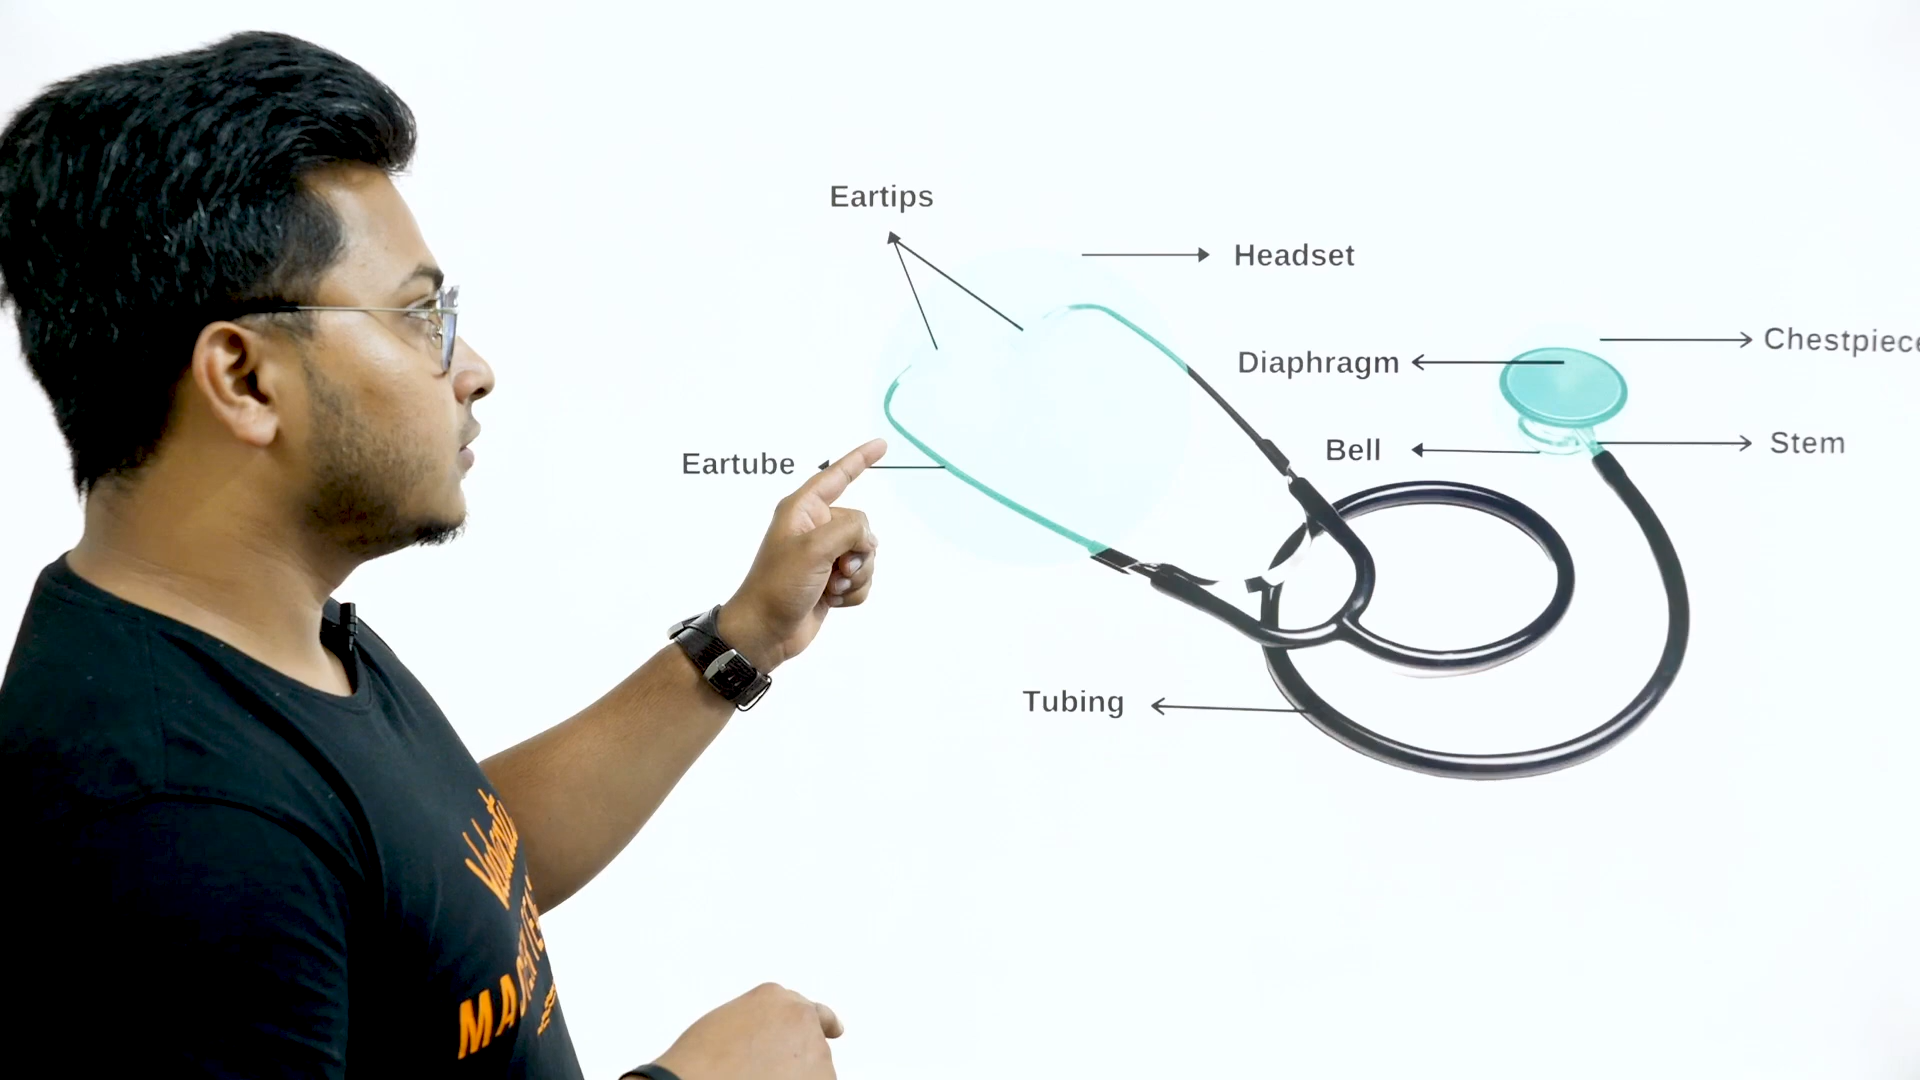 Eartips
Headset
Chestpiece
Diaphragm
Bell
Stem
Eartube
Tubing